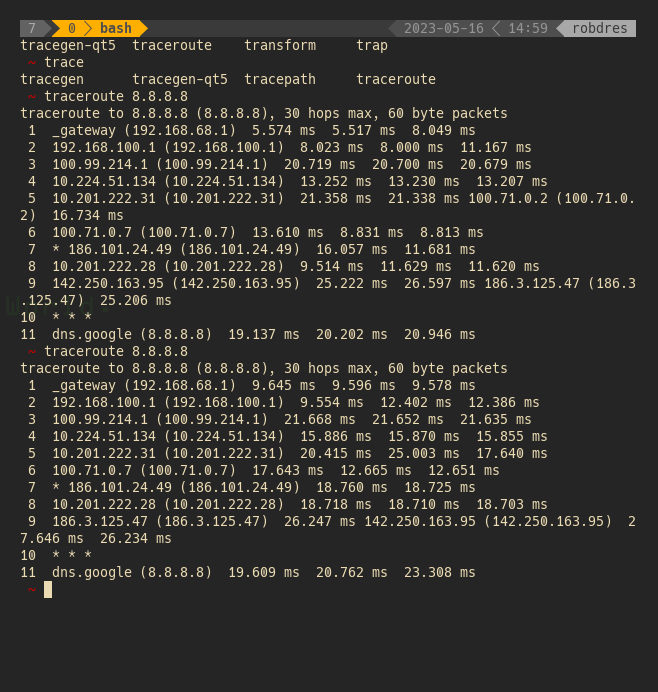 7 0 bash 2023-05-16 14:59 robdres
tracegen-qt5 traceroute transform trap
~ trace
tracegen tracegen-qt5 tracepath traceroute
~ traceroute 8.8.8.8
traceroute to 8.8.8.8 (8.8.8.8), 30 hops max, 60 byte packets
1 _gateway (192.168.68.1) 5.574 ms 5.517 ms 8.049 ms
2 192.168.100.1 (192.168.100.1) 8.023 ms 8.000 ms 11.167 ms
3 100.99.214.1 (100.99.214.1) 20.719 ms 20.700 ms 20.679 ms
4 10.224.51.134 (10.224.51.134) 13.252 ms 13.230 ms 13.207 ms
5 10.201.222.31 (10.201.222.31) 21.358 ms 21.338 ms 100.71.0.2 (100.71.0.
2) 16.734 ms
6 100.71.0.7 (100.71.0.7) 13.610 ms 8.831 ms 8.813 ms
7 * 186.101.24.49 (186.101.24.49) 16.057 ms 11.681 ms
8 10.201.222.28 (10.201.222.28) 9.514 ms 11.629 ms 11.620 ms
9 142.250.163.95 (142.250.163.95) 25.222 ms 26.597 ms 186.3.125.47 (186.3
.125.47) 25.206 ms
10 * * *
11 dns.google (8.8.8.8) 19.137 ms 20.202 ms 20.946 ms
~ traceroute 8.8.8.8
traceroute to 8.8.8.8 (8.8.8.8), 30 hops max, 60 byte packets
1 _gateway (192.168.68.1) 9.645 ms 9.596 ms 9.578 ms
2 192.168.100.1 (192.168.100.1) 9.554 ms 12.402 ms 12.386 ms
3 100.99.214.1 (100.99.214.1) 21.668 ms 21.652 ms 21.635 ms
4 10.224.51.134 (10.224.51.134) 15.886 ms 15.870 ms 15.855 ms
5 10.201.222.31 (10.201.222.31) 20.415 ms 25.003 ms 17.640 ms
6 100.71.0.7 (100.71.0.7) 17.643 ms 12.665 ms 12.651 ms
7 * 186.101.24.49 (186.101.24.49) 18.760 ms 18.725 ms
8 10.201.222.28 (10.201.222.28) 18.718 ms 18.710 ms 18.703 ms
9 186.3.125.47 (186.3.125.47) 26.247 ms 142.250.163.95 (142.250.163.95) 2
7.646 ms 26.234 ms
10 * * *
11 dns.google (8.8.8.8) 19.609 ms 20.762 ms 23.308 ms
~